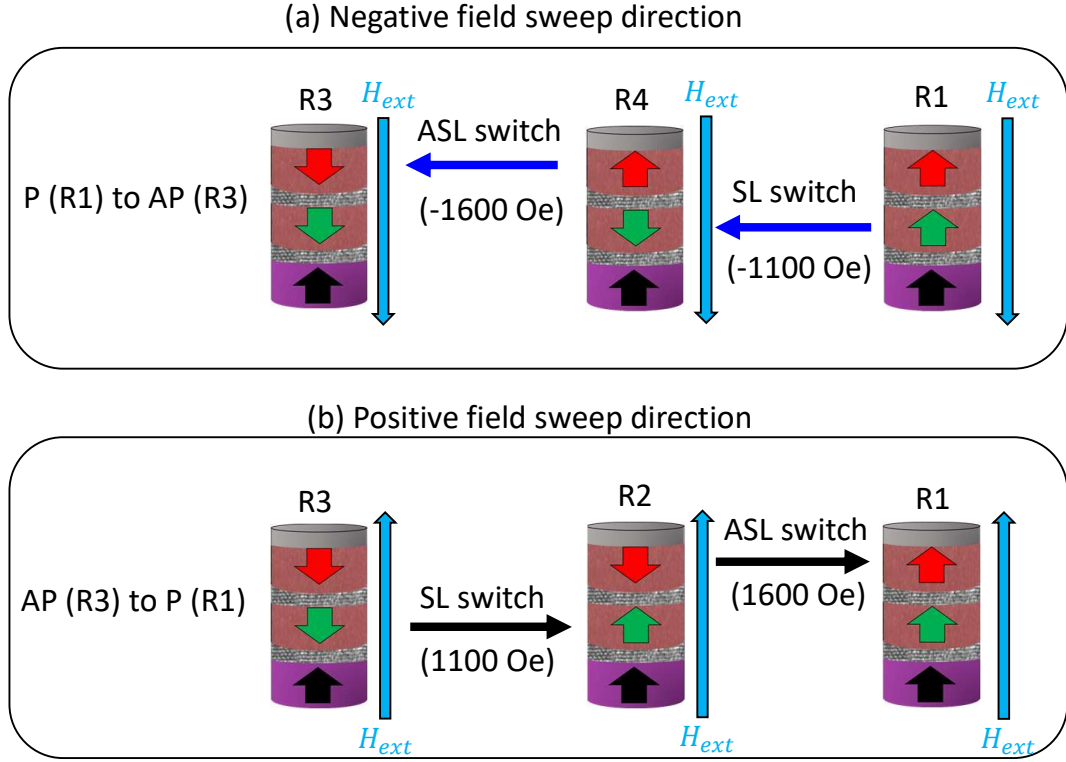 (a) Negative field sweep direction
R3
H_ext
R4
H_ext
R1
H_ext
ASL switch
(-1600 Oe)
SL switch
(-1100 Oe)
P (R1) to AP (R3)
(b) Positive field sweep direction
R3
R2
R1
ASL switch
(1600 Oe)
AP (R3) to P (R1)
SL switch
(1100 Oe)
H_ext
H_ext
H_ext